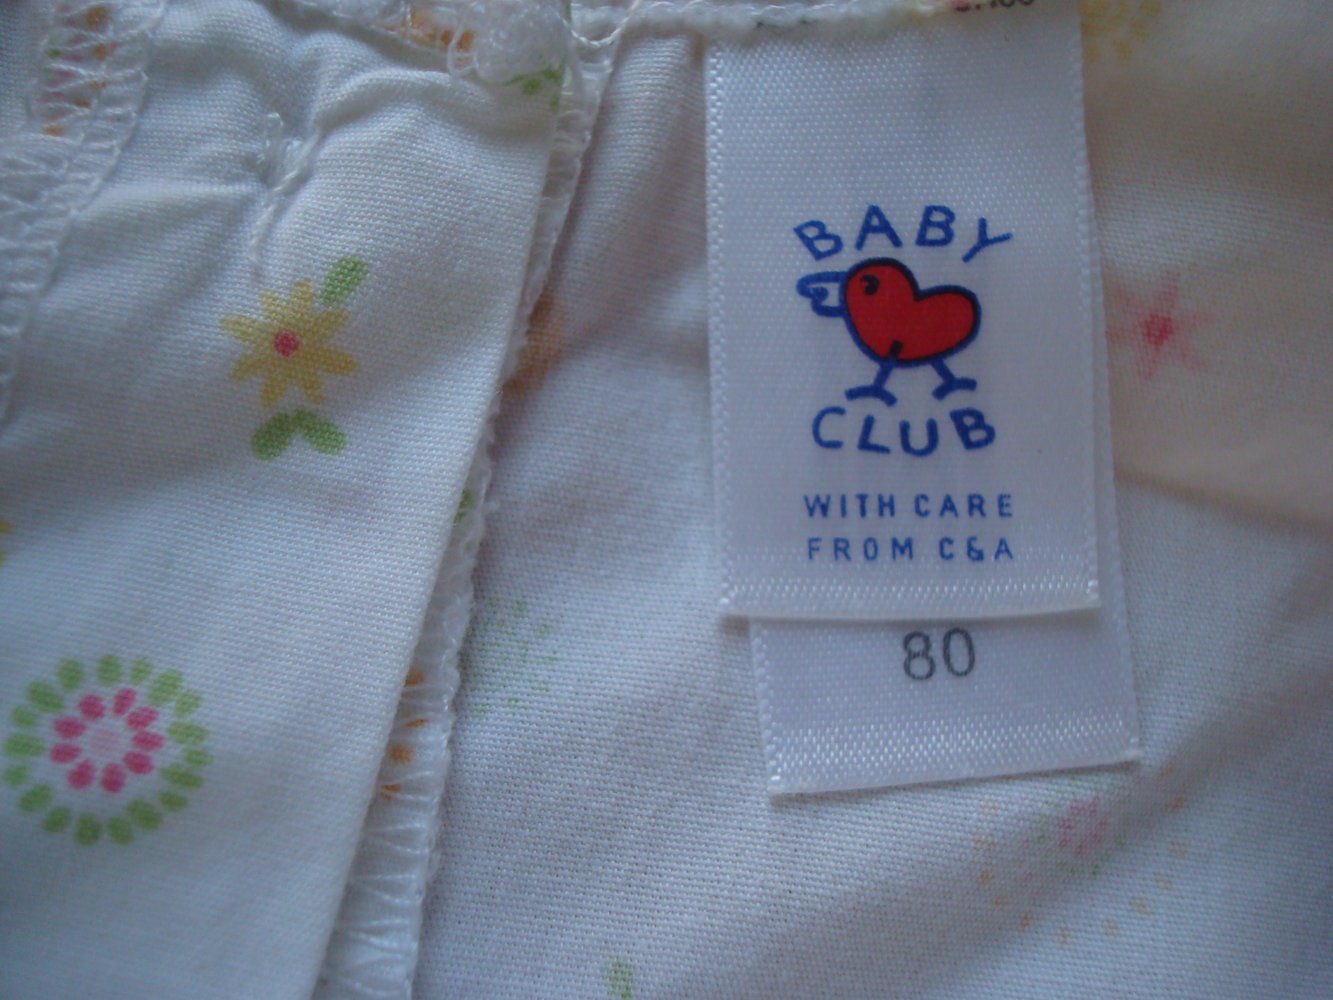 BABY
CLUB
WITH CARE
FROM C&A
80